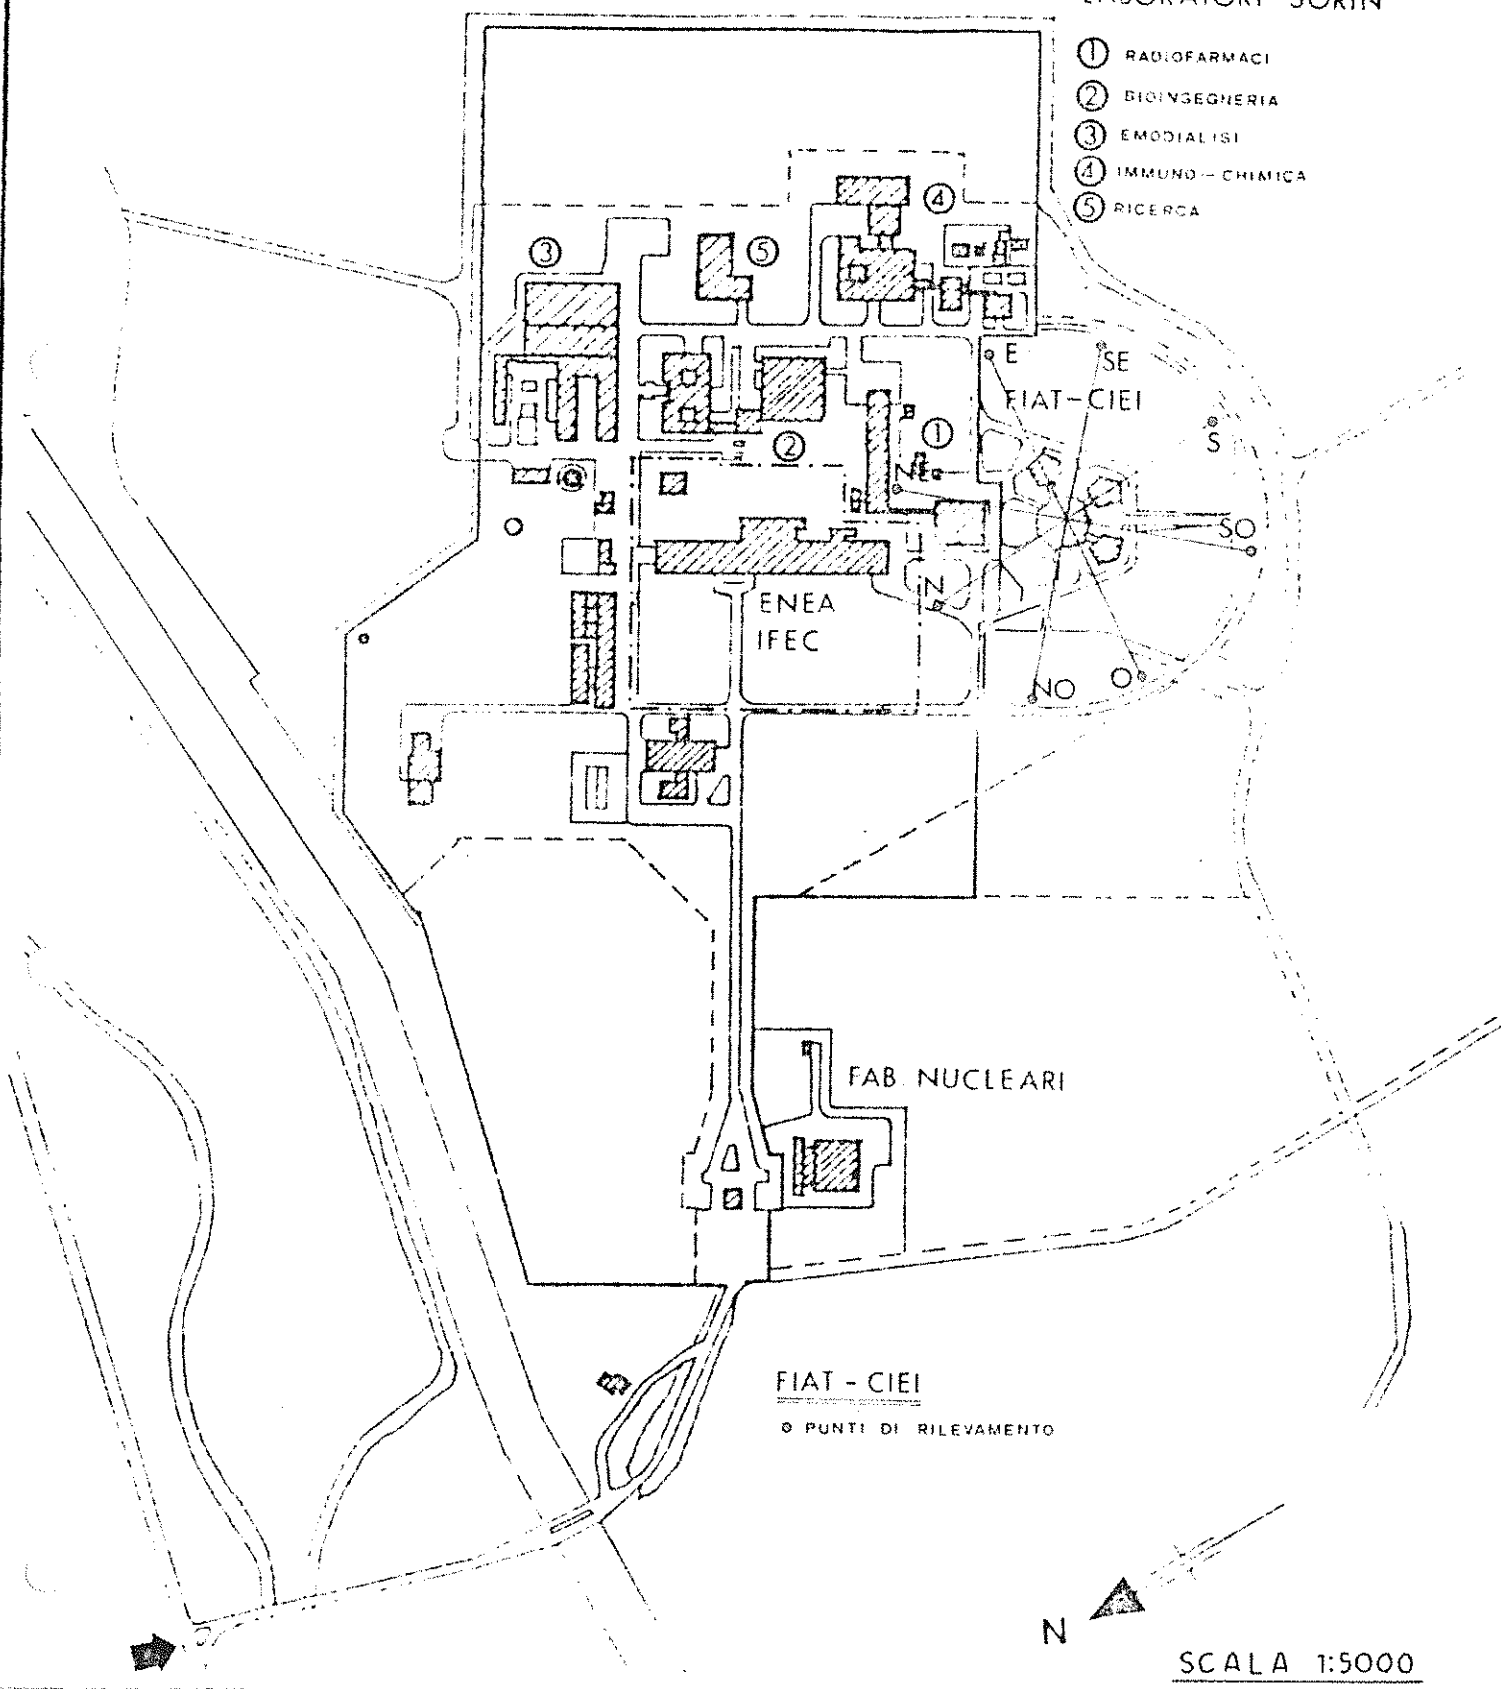 LABORATORI SORIN
1 RADIOFARMACI
2 BIOINGEGNERIA
3 EMODIALISI
4 IMMUNO-CHIMICA
5 RICERCA
4
3
5
E
SE
FIAT-CIEI
1
S
2
NE
SO
N
ENEA
IFEC
NO
O
FAB. NUCLEARI
FIAT - CIEI
PUNTI DI RILEVAMENTO
N
SCALA 1:5000